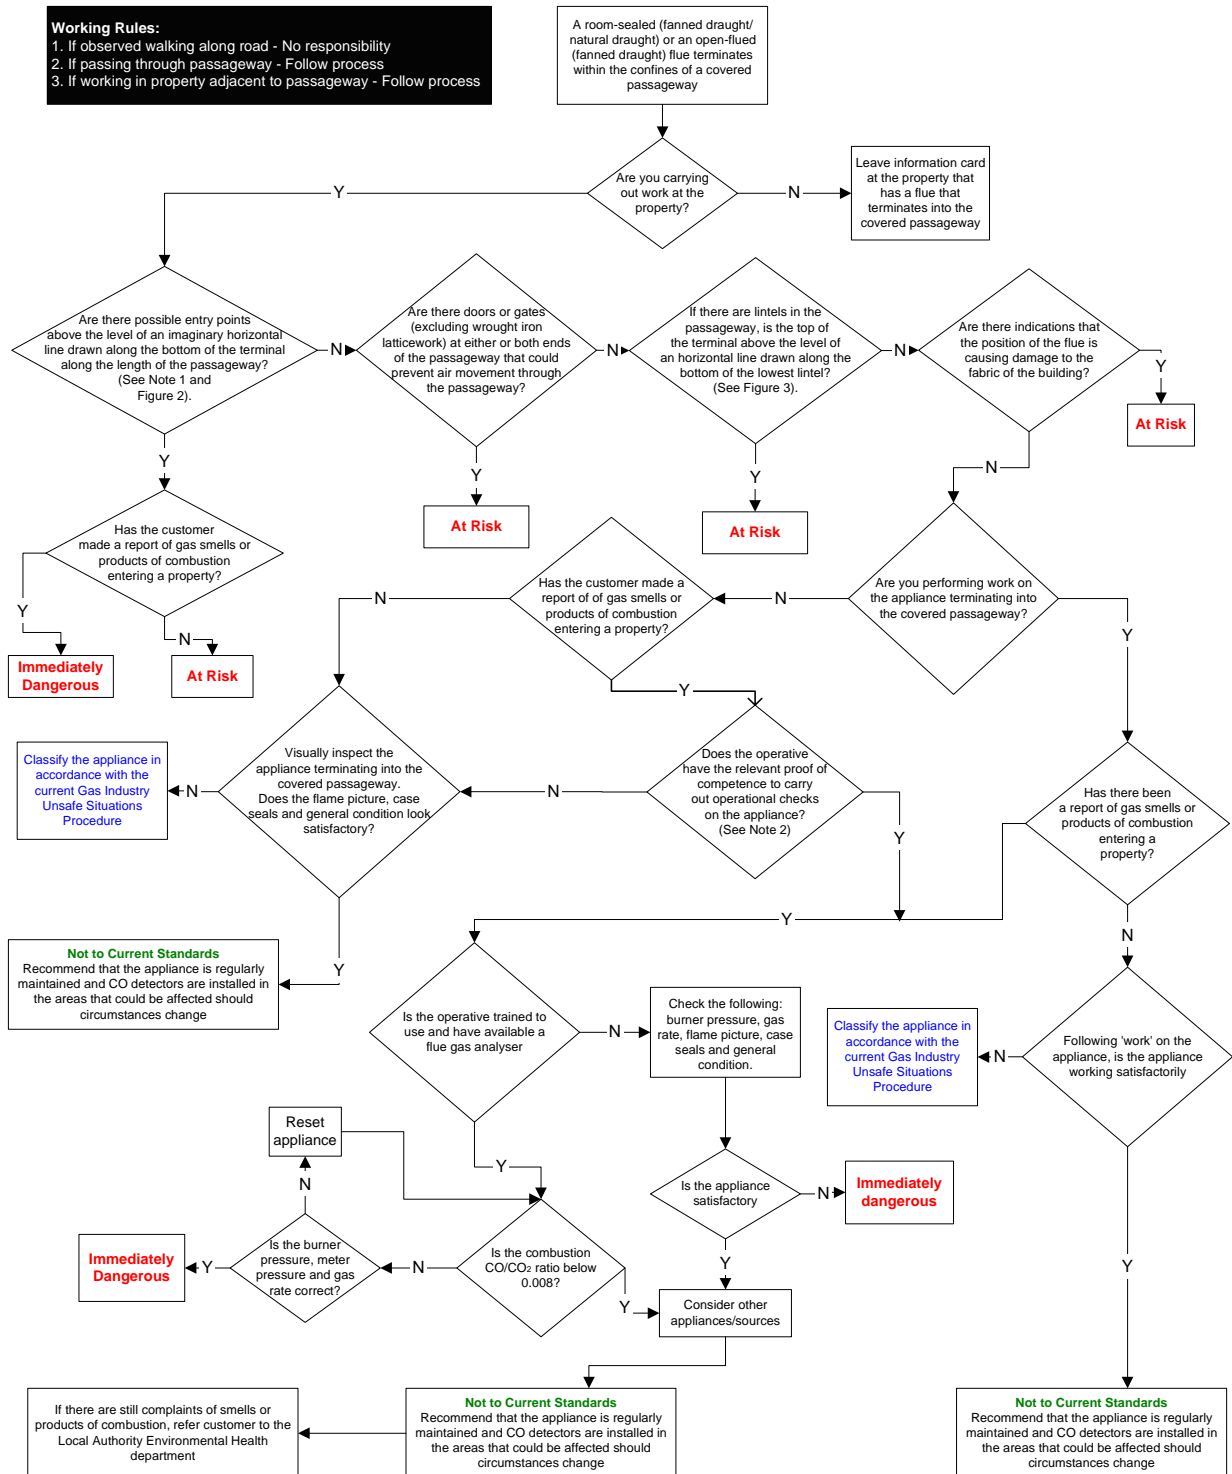 Working Rules:
1. If observed walking along road - No responsibility
2. If passing through passageway - Follow process
3. If working in property adjacent to passageway - Follow process
A room-sealed (fanned draught/
natural draught) or an open-flued
(fanned draught) flue terminates
within the confines of a covered
passageway
Are you carrying
out work at the
property?
Y
N
Leave information card
at the property that
has a flue that
terminates into the
covered passageway
Are there possible entry points
above the level of an imaginary horizontal
line drawn along the bottom of the terminal
along the length of the passageway?
(See Note 1 and
Figure 2).
N
Are there doors or gates
(excluding wrought iron
latticework) at either or both
ends of the passageway that could
prevent air movement through
the passageway?
N
If there are lintels in the
passageway, is the top of
the terminal above the level of
an horizontal line drawn along the
bottom of the lowest lintel?
(See Figure 3).
N
Are there indications that
the position of the flue is
causing damage to the
fabric of the building?
Y
At Risk
Y
Y
Y
N
At Risk
At Risk
Has the customer
made a report of gas smells or
products of combustion
entering a property?
Y
N
Immediately
Dangerous
At Risk
Has the customer made a
report of of gas smells or
products of combustion
entering a property?
N
N
Are you performing work on
the appliance terminating into
the covered passageway?
Y
Y
Visually inspect the
appliance terminating into the
covered passageway.
Does the flame picture, case
seals and general condition look
satisfactory?
N
Classify the appliance in
accordance with the
current Gas Industry
Unsafe Situations
Procedure
N
Does the operative
have the relevant proof of
competence to carry
out operational checks
on the appliance?
(See Note 2)
Y
Has there been
a report of gas smells or
products of combustion
entering a
property?
Y
N
Y
Not to Current Standards
Recommend that the appliance is regularly
maintained and CO detectors are installed in
the areas that could be affected should
circumstances change
Is the operative trained to
use and have available a
flue gas analyser
N
Check the following:
burner pressure, gas
rate, flame picture, case
seals and general
condition.
Classify the appliance in
accordance with the
current Gas Industry
Unsafe Situations
Procedure
N
Following 'work' on the
appliance, is the appliance
working satisfactorily
Reset
appliance
Y
N
Is the appliance
satisfactory
N
Immediately
dangerous
Immediately
Dangerous
Y
Is the burner
pressure, meter
pressure and gas
rate correct?
N
Is the combustion
CO/CO2 ratio below
0.008?
Y
Y
Y
Consider other
appliances/sources
If there are still complaints of smells or
products of combustion, refer customer to the
Local Authority Environmental Health
department
Not to Current Standards
Recommend that the appliance is regularly
maintained and CO detectors are installed in
the areas that could be affected should
circumstances change
Not to Current Standards
Recommend that the appliance is regularly
maintained and CO detectors are installed in
the areas that could be affected should
circumstances change